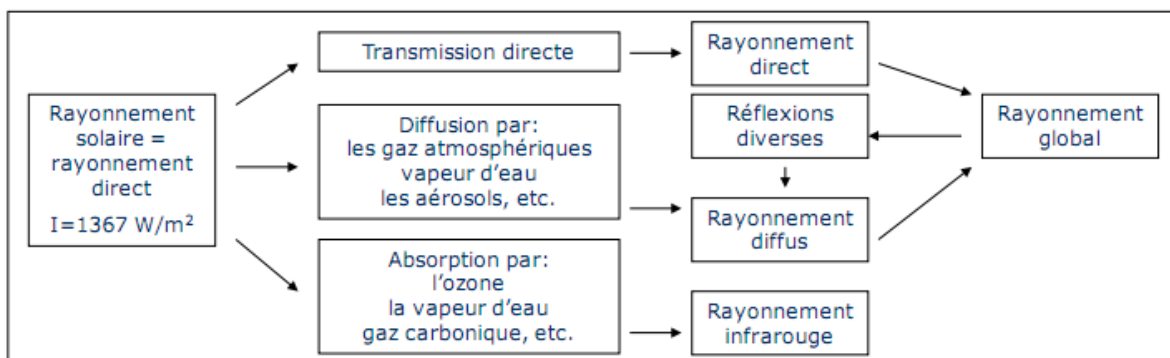 Rayonnement
solaire =
rayonnement
direct
I=1367 W/m²
Transmission directe
Diffusion par:
les gaz atmosphériques
vapeur d'eau
les aérosols, etc.
Absorption par:
l'ozone
la vapeur d'eau
gaz carbonique, etc.
Rayonnement
direct
Réflexions
diverses
Rayonnement
diffus
Rayonnement
infrarouge
Rayonnement
global